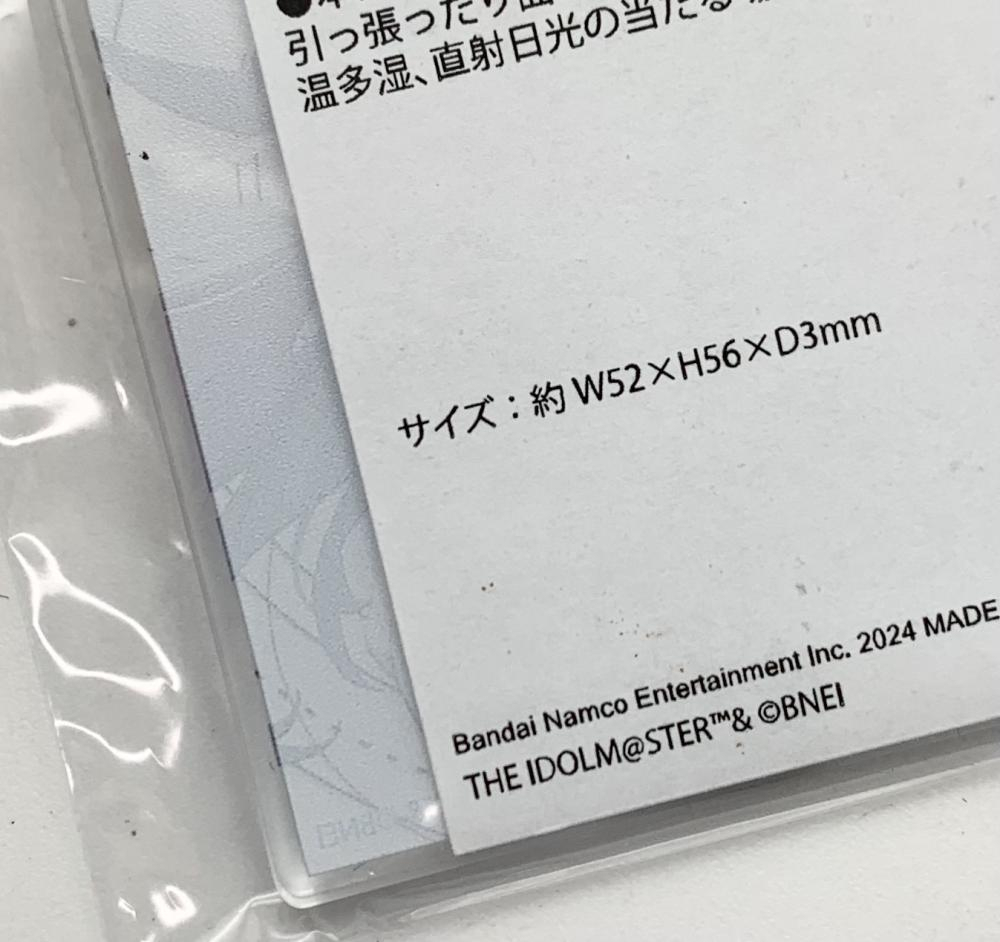 引っ張ったり
温多湿、直射日光の当たる
サイズ：約 W52×H56×D3mm
Bandai Namco Entertainment Inc. 2024 MADE
THE IDOLM@STER™& ©BNEI